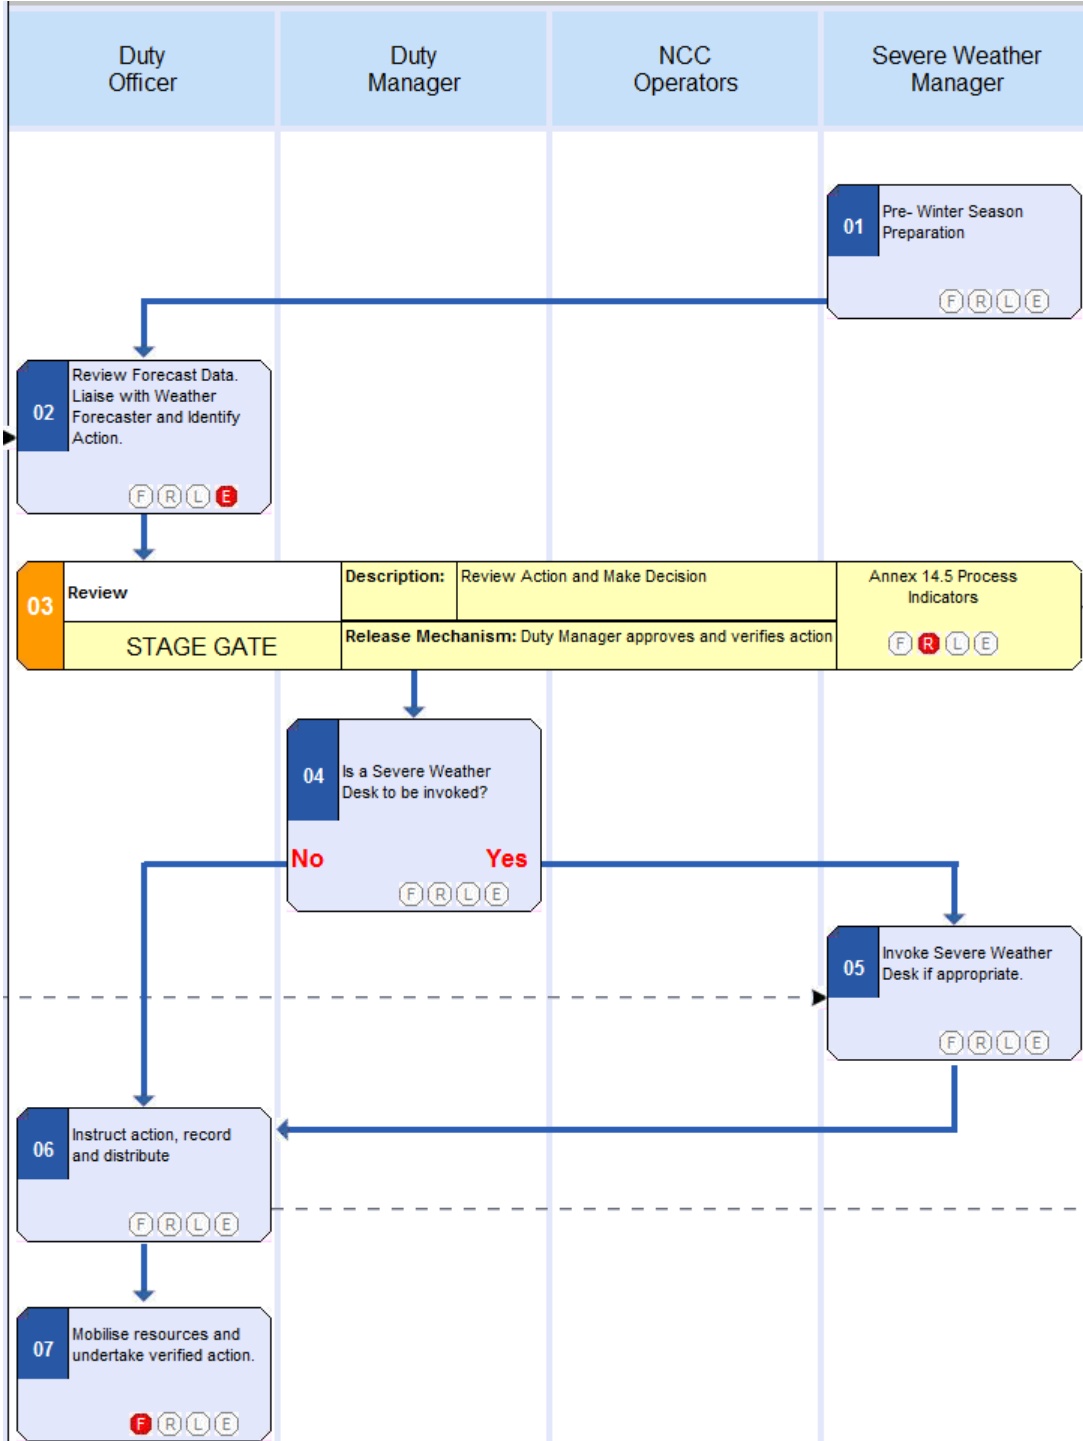 Duty
Officer
Duty
Manager
NCC
Operators
Severe Weather
Manager
01
Pre- Winter Season
Preparation
F R L E
02
Review Forecast Data.
Liaise with Weather
Forecaster and Identify
Action.
F R L E
03
Review
STAGE GATE
Description:
Review Action and Make Decision
Release Mechanism: Duty Manager approves and verifies action
Annex 14.5 Process
Indicators
F R L E
04
Is a Severe Weather
Desk to be invoked?
No
Yes
F R L E
05
Invoke Severe Weather
Desk if appropriate.
F R L E
06
Instruct action, record
and distribute
F R L E
07
Mobilise resources and
undertake verified action.
F R L E